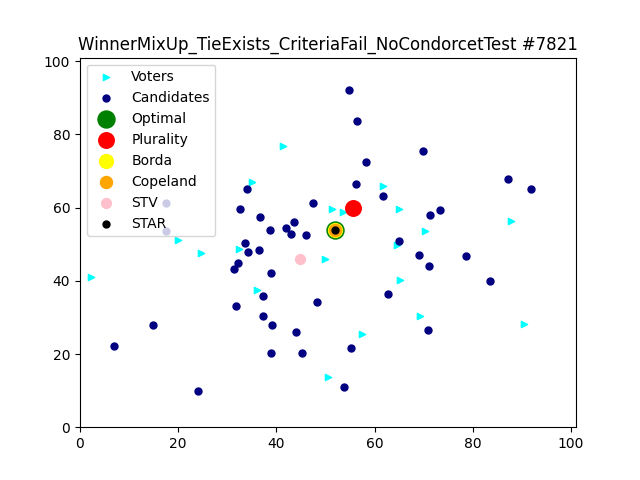 WinnerMixUp_TieExists_CriteriaFail_NoCondorcetTest #7821
100
80
60
40
20
0
Voters
Candidates
Optimal
Plurality
Borda
Copeland
STV
STAR
0 20 40 60 80 100